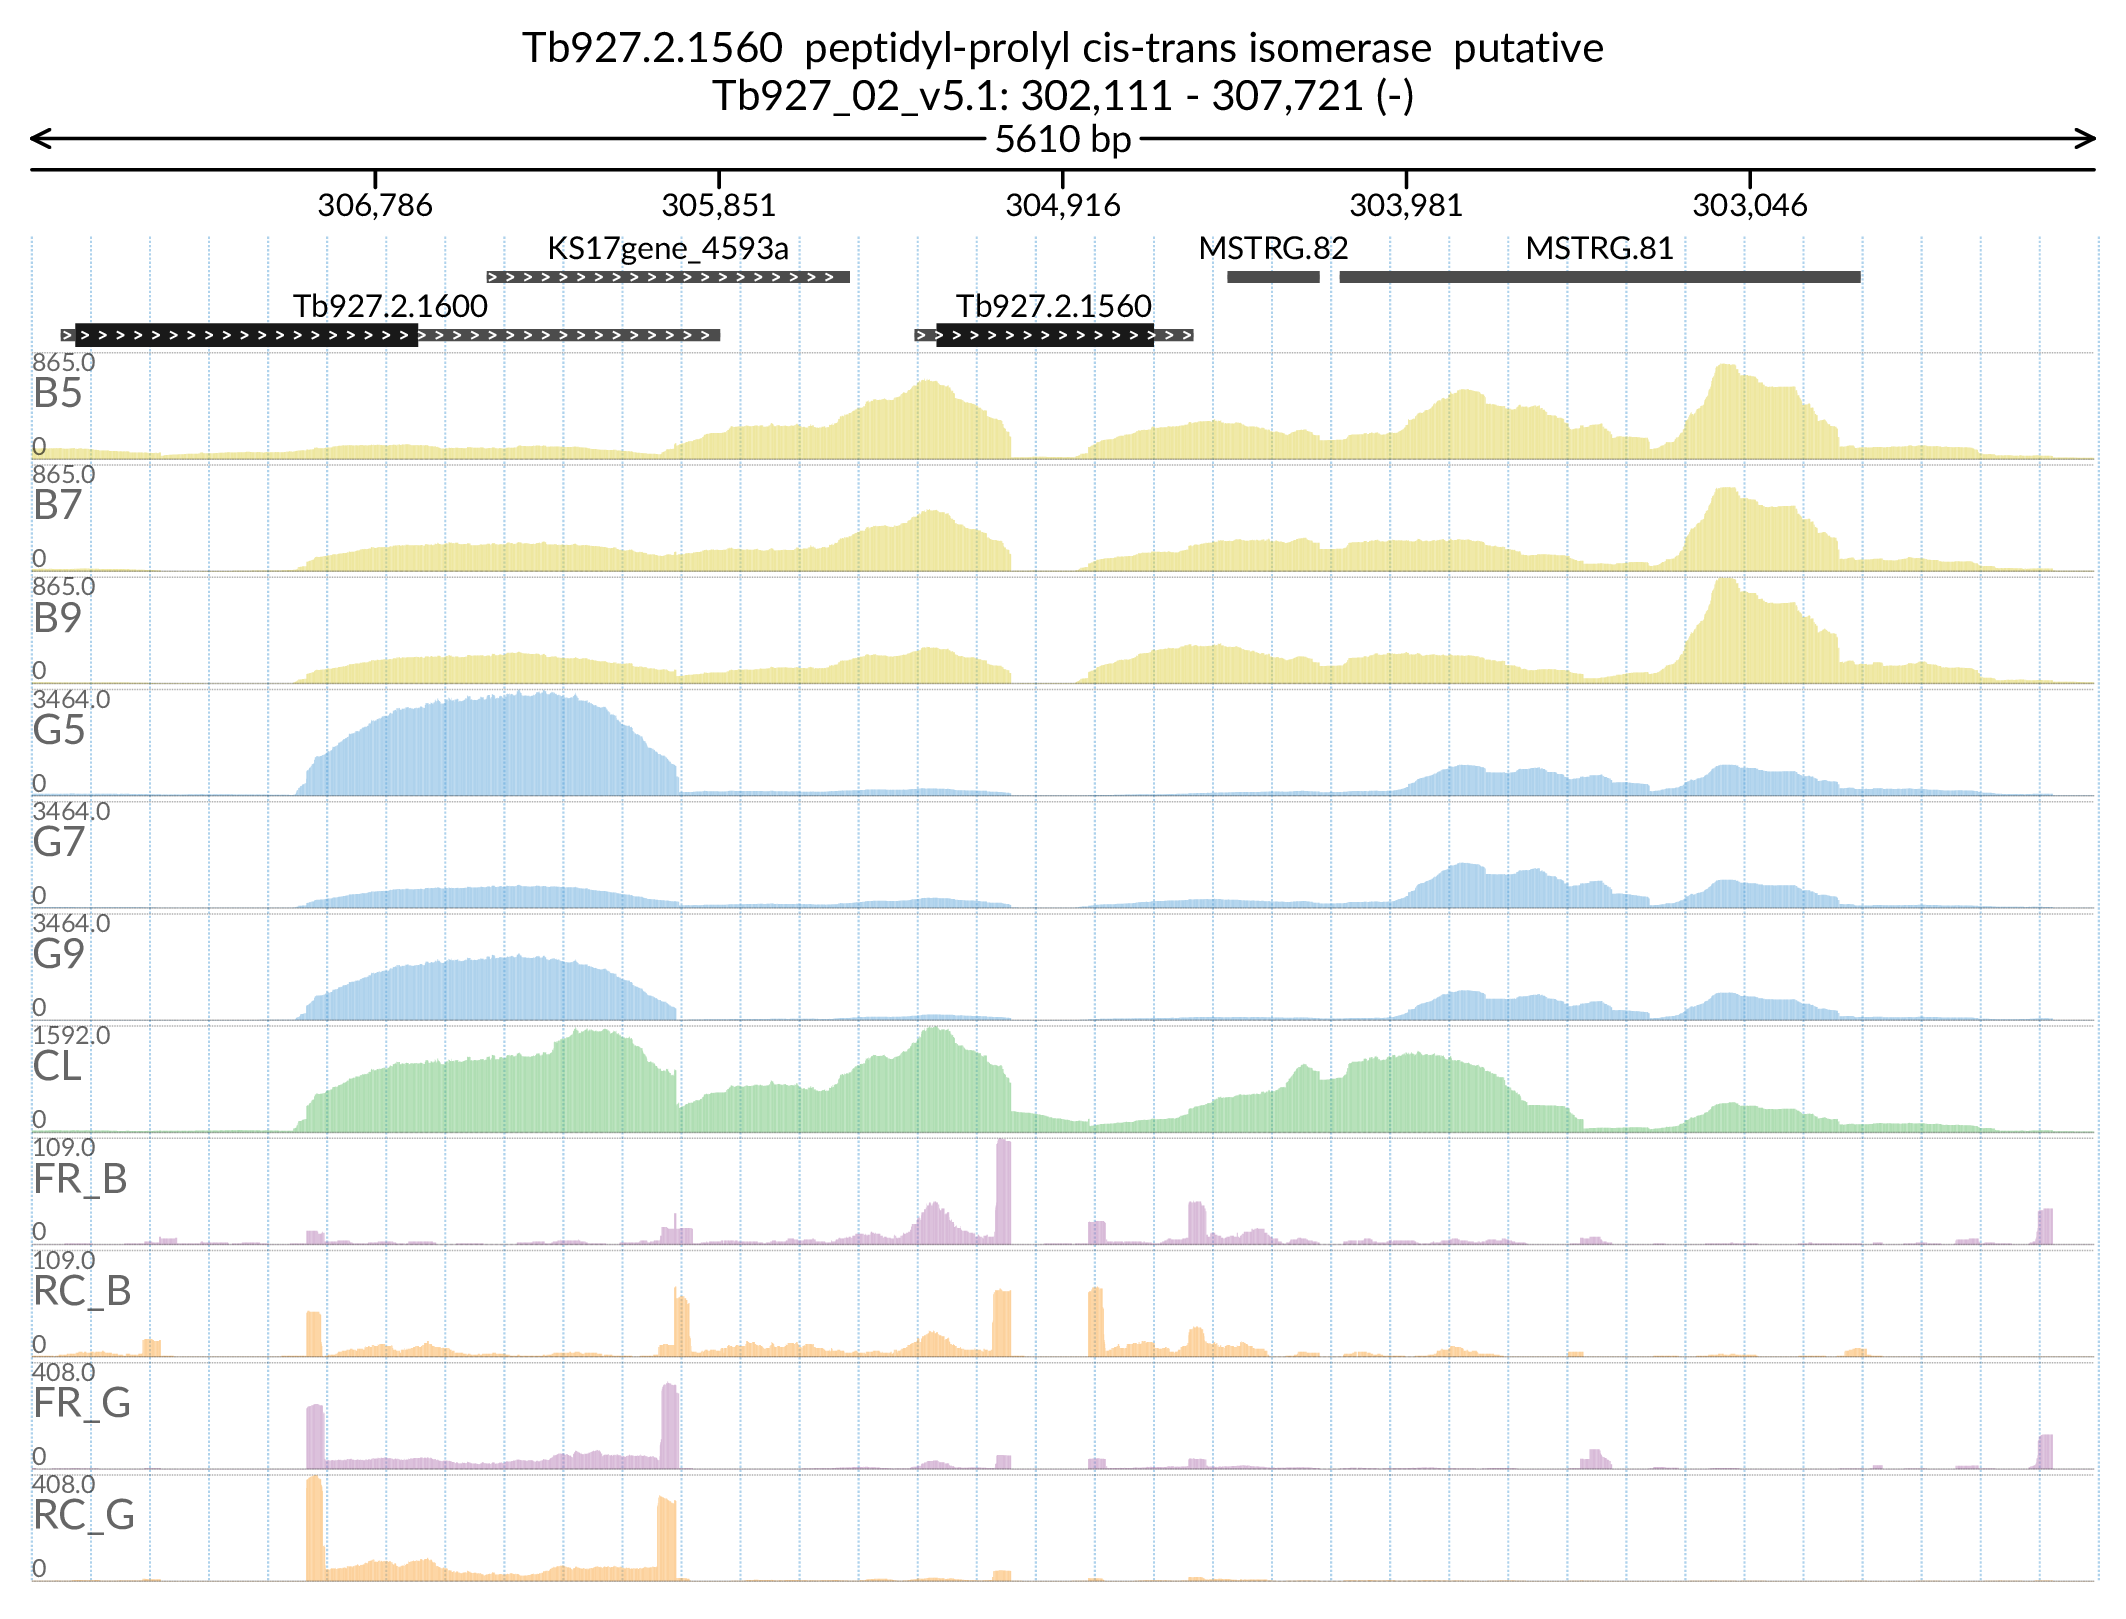 Tb927.2.1560 peptidyl-prolyl cis-trans isomerase putative
Tb927_02_v5.1: 302,111 - 307,721 (-)
5610 bp
306,786 305,851 304,916 303,981 303,046
KS17gene_4593a MSTRG.82 MSTRG.81
Tb927.2.1600 Tb927.2.1560
865.0
B5
0
865.0
B7
0
865.0
B9
0
3464.0
G5
0
3464.0
G7
0
3464.0
G9
0
1592.0
CL
0
109.0
FR_B
0
109.0
RC_B
0
408.0
FR_G
0
408.0
RC_G
0